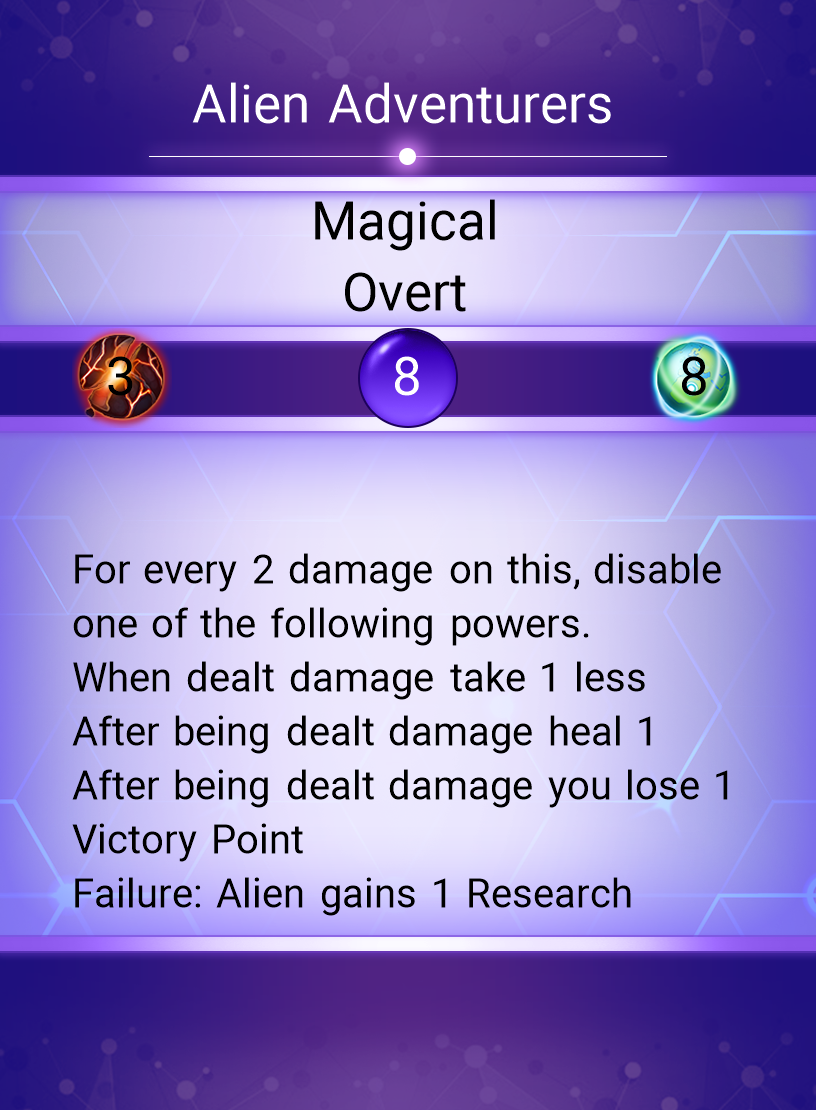 Alien Adventurers
Magical
Overt
3 8 8
For every 2 damage on this, disable
one of the following powers.
When dealt damage take 1 less
After being dealt damage heal 1
After being dealt damage you lose 1
Victory Point
Failure: Alien gains 1 Research